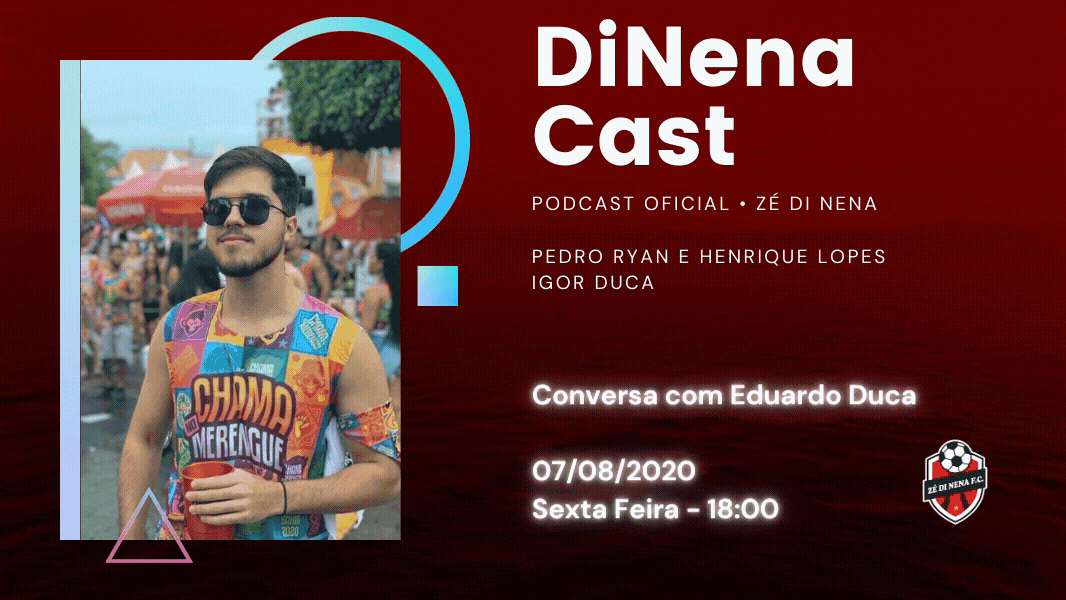 DiNena
Cast
PODCAST OFICIAL • ZÉ DI NENA
PEDRO RYAN E HENRIQUE LOPES
IGOR DUCA
Conversa com Eduardo Duca
07/08/2020
Sexta Feira - 18:00
ZÉ DI NENA F.C.
CHAMA
MERENGUE